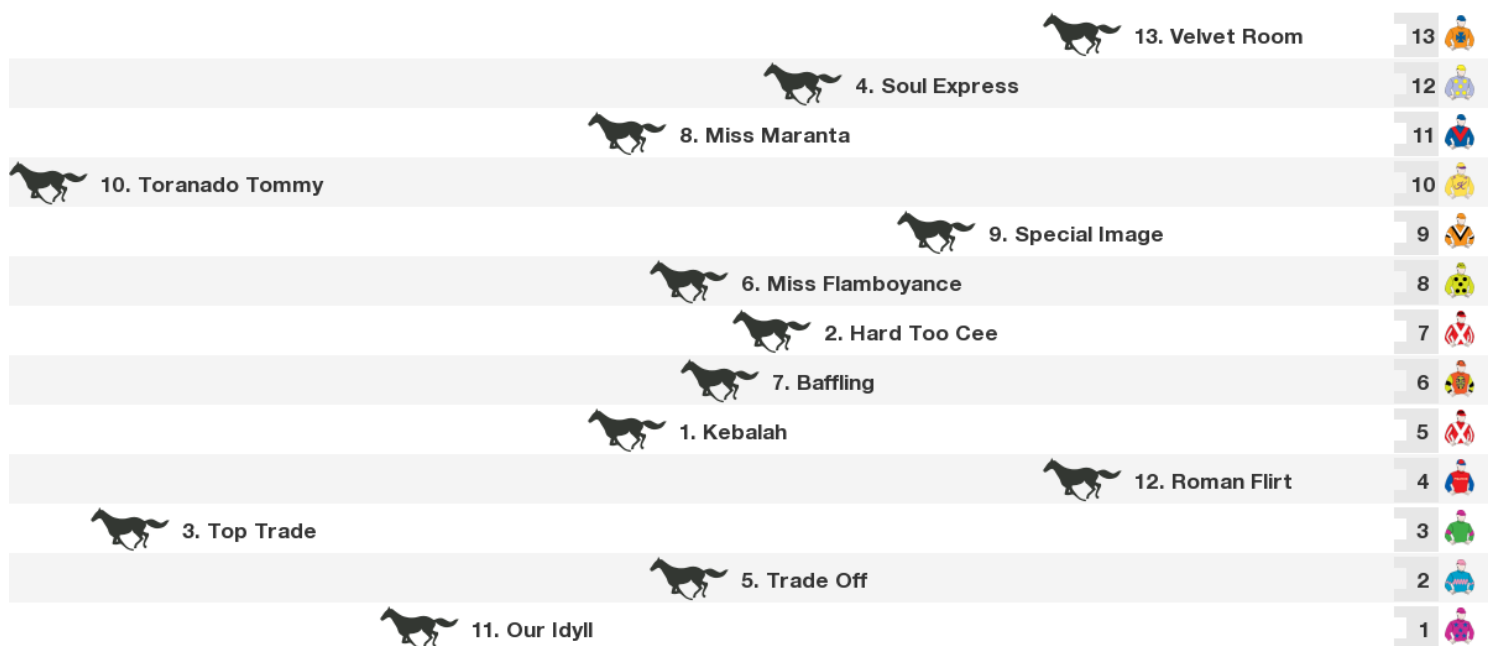 13. Velvet Room 13
4. Soul Express 12
8. Miss Maranta 11
10. Toranado Tommy 10
9. Special Image 9
6. Miss Flamboyance 8
2. Hard Too Cee 7
7. Baffling 6
1. Kebalah 5
12. Roman Flirt 4
3. Top Trade 3
5. Trade Off 2
11. Our Idyll 1